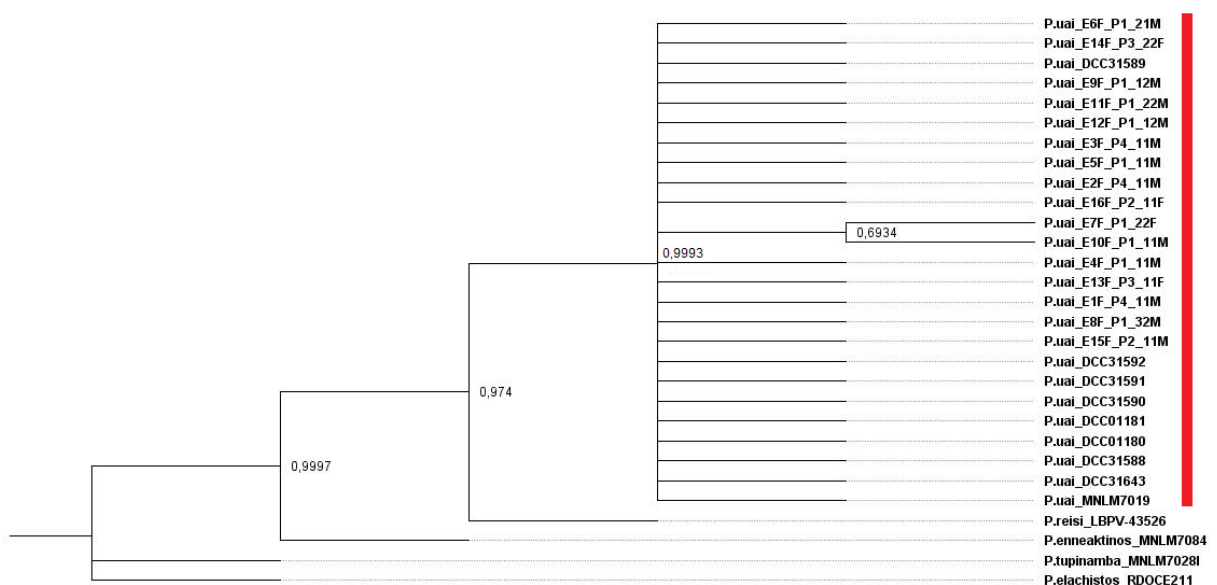 P.uai_E6F_P1_21M
P.uai_E14F_P3_22F
P.uai_DCC31589
P.uai_E9F_P1_12M
P.uai_E11F_P1_22M
P.uai_E12F_P1_12M
P.uai_E3F_P4_11M
P.uai_E5F_P1_11M
P.uai_E2F_P4_11M
P.uai_E16F_P2_11F
P.uai_E7F_P1_22F
0,6934
P.uai_E10F_P1_11M
0,9993
P.uai_E4F_P1_11M
P.uai_E13F_P3_11F
P.uai_E1F_P4_11M
P.uai_E8F_P1_32M
P.uai_E15F_P2_11M
P.uai_DCC31592
P.uai_DCC31591
0,974
P.uai_DCC31590
P.uai_DCC01181
P.uai_DCC01180
P.uai_DCC31588
0,9997
P.uai_DCC31643
P.uai_MNLM7019
P.reisi_LBPV-43526
P.enneaktinos_MNLM7084
P.tupinamba_MNLM7028I
P.elachistos_RDOCE211